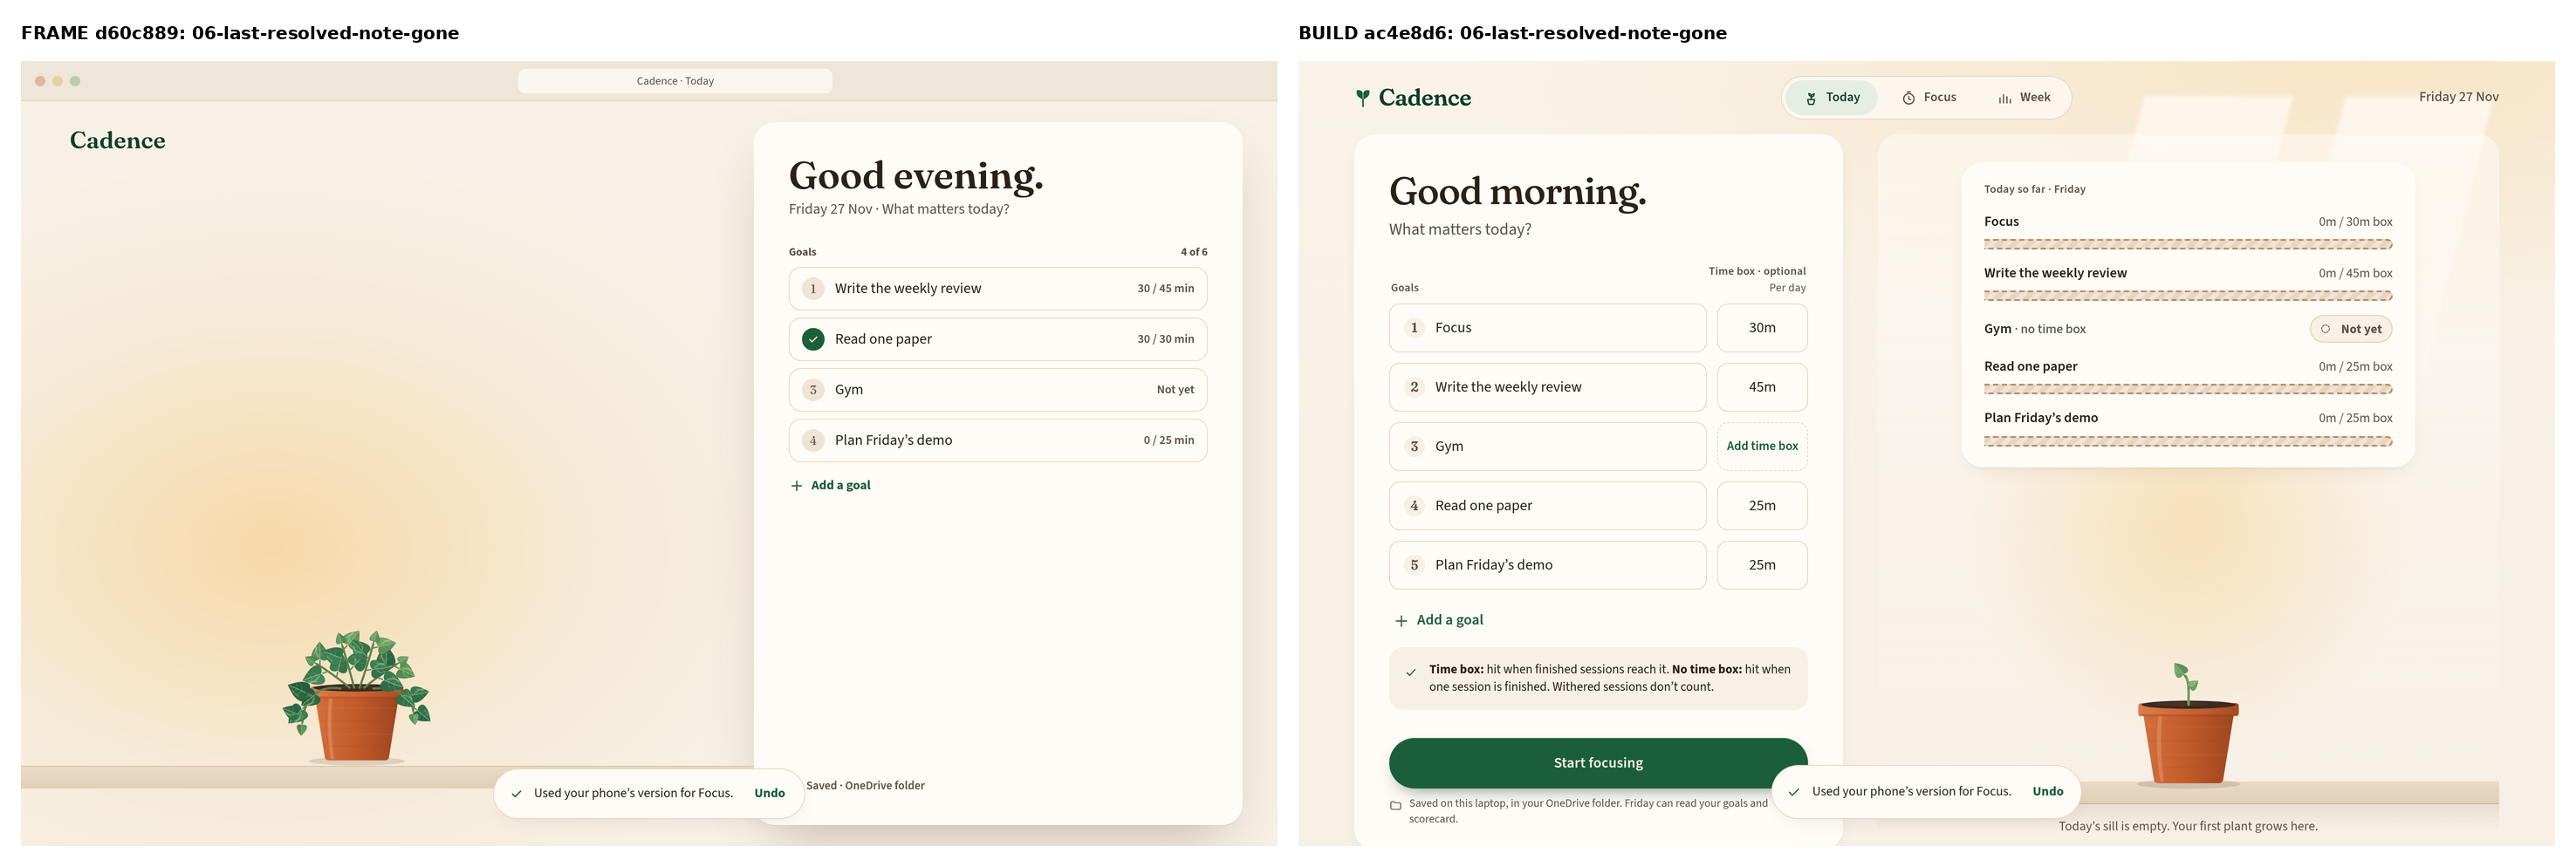 FRAME d60c889: 06-last-resolved-note-gone
Cadence · Today
Cadence
Good evening.
Friday 27 Nov · What matters today?
Goals
4 of 6
1 Write the weekly review 30 / 45 min
Read one paper 30 / 30 min
3 Gym Not yet
4 Plan Friday’s demo 0 / 25 min
Add a goal
Saved · OneDrive folder
Used your phone’s version for Focus. Undo
BUILD ac4e8d6: 06-last-resolved-note-gone
Cadence
Today Focus Week
Friday 27 Nov
Good morning.
What matters today?
Time box · optional
Goals Per day
1 Focus 30m
2 Write the weekly review 45m
3 Gym Add time box
4 Read one paper 25m
5 Plan Friday’s demo 25m
Add a goal
Time box: hit when finished sessions reach it. No time box: hit when
one session is finished. Withered sessions don’t count.
Start focusing
Saved on this laptop, in your OneDrive folder. Friday can read your goals and
scorecard.
Today so far · Friday
Focus 0m / 30m box
Write the weekly review 0m / 45m box
Gym · no time box Not yet
Read one paper 0m / 25m box
Plan Friday’s demo 0m / 25m box
Used your phone’s version for Focus. Undo
Today’s sill is empty. Your first plant grows here.